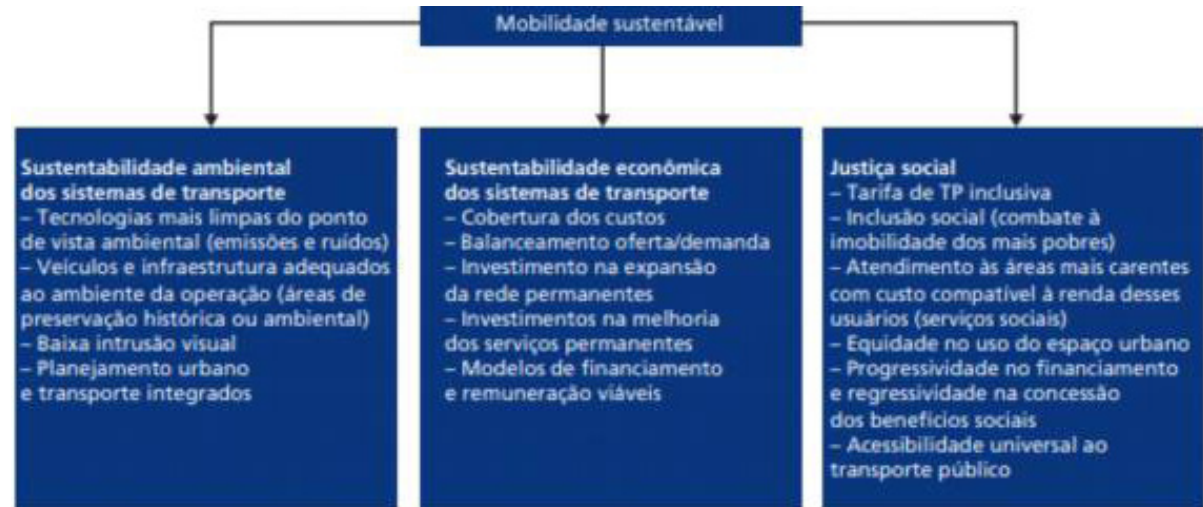 Mobilidade sustentável
Sustentabilidade ambiental
dos sistemas de transporte
– Tecnologias mais limpas do ponto
de vista ambiental (emissões e ruídos)
– Veículos e infraestrutura adequados
ao ambiente da operação (áreas de
preservação histórica ou ambiental)
– Baixa intrusão visual
– Planejamento urbano
e transporte integrados
Sustentabilidade econômica
dos sistemas de transporte
– Cobertura dos custos
– Balanceamento oferta/demanda
– Investimento na expansão
da rede permanentes
– Investimentos na melhoria
dos serviços permanentes
– Modelos de financiamento
e remuneração viáveis
Justiça social
– Tarifa de TP inclusiva
– Inclusão social (combate à
imobilidade dos mais pobres)
– Atendimento às áreas mais carentes
com custo compatível à renda desses
usuários (serviços sociais)
– Equidade no uso do espaço urbano
– Progressividade no financiamento
e regressividade na concessão
dos benefícios sociais
– Acessibilidade universal ao
transporte público